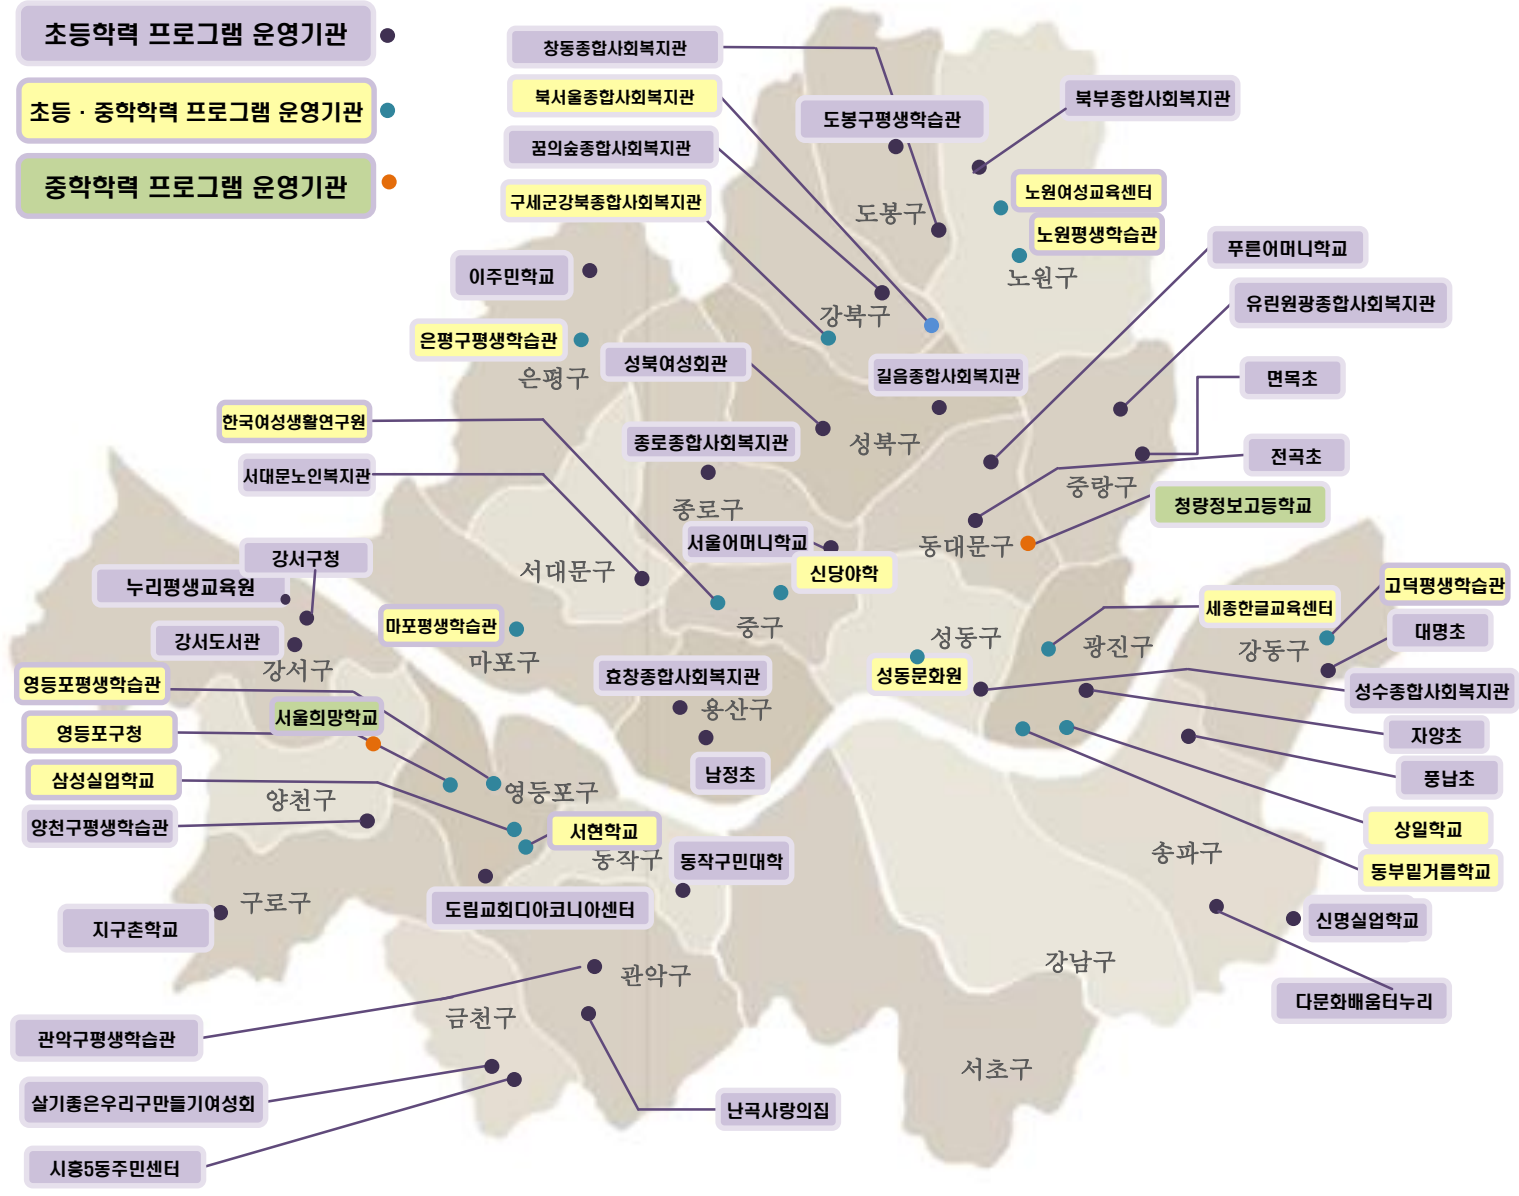 초등학력 프로그램 운영기관
초등 · 중학학력 프로그램 운영기관
중학학력 프로그램 운영기관
창동종합사회복지관
북서울종합사회복지관
꿈의숲종합사회복지관
구세군강북종합사회복지관
도봉구평생학습관
북부종합사회복지관
노원여성교육센터
노원평생학습관
도봉구
노원구
푸른어머니학교
유린원광종합사회복지관
이주민학교
은평구평생학습관
은평구
강북구
성북여성회관
길음종합사회복지관
면목초
한국여성생활연구원
서대문노인복지관
종로종합사회복지관
성북구
전곡초
중랑구
청량정보고등학교
종로구
서울어머니학교
동대문구
신당야학
서대문구
강서구청
누리평생교육원
강서도서관
강서구
마포평생학습관
마포구
중구
성동구
세종한글교육센터
광진구
고덕평생학습관
대명초
강동구
성동문화원
성수종합사회복지관
자양초
풍납초
영등포평생학습관
서울희망학교
영등포구청
삼성실업학교
양천구평생학습관
양천구
효창종합사회복지관
용산구
남정초
영등포구
서현학교
동작구
동작구민대학
상일학교
동부밑거름학교
송파구
구로구
지구촌학교
도림교회디아코니아센터
신명실업학교
다문화배움터누리
강남구
관악구
금천구
관악구평생학습관
살기좋은우리구만들기여성회
시흥5동주민센터
난곡사랑의집
서초구